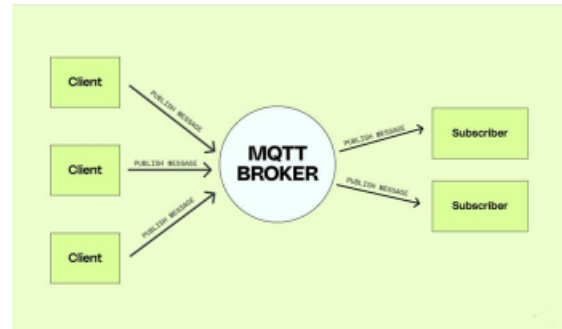 Client
PUBLISH MESSAGE
Client
PUBLISH MESSAGE
Client
PUBLISH MESSAGE
MQTT
BROKER
PUBLISH MESSAGE
Subscriber
PUBLISH MESSAGE
Subscriber